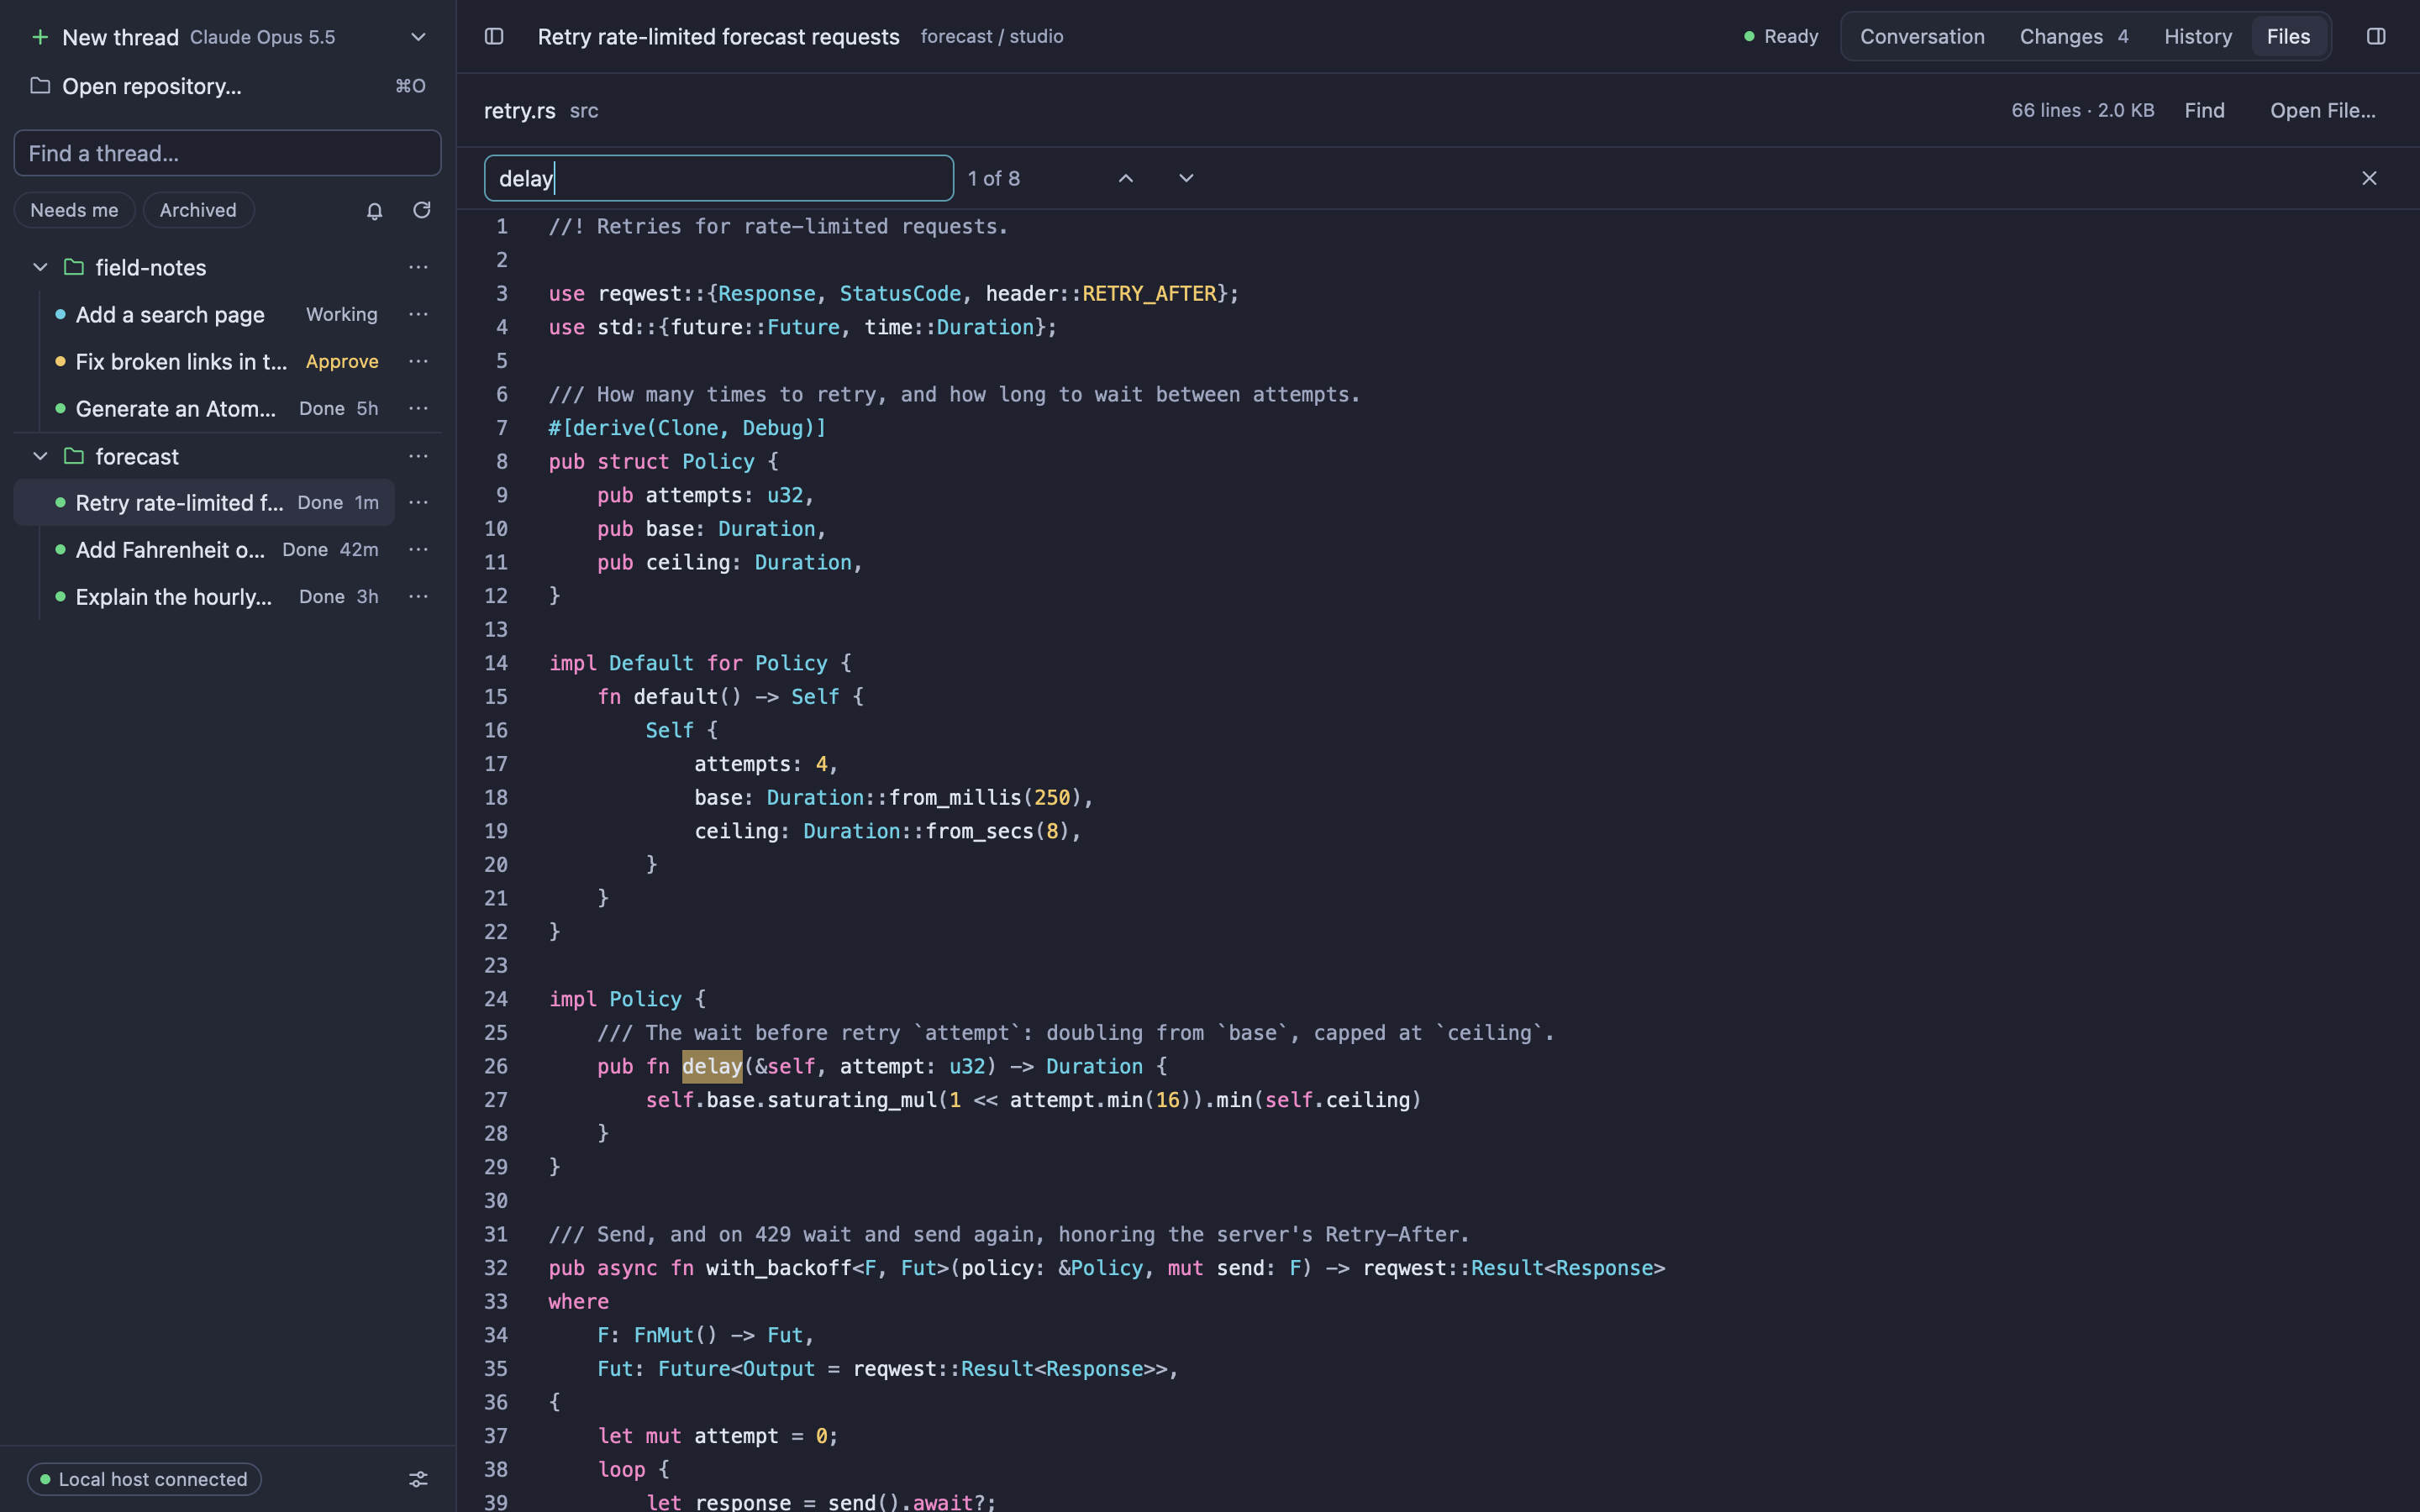 New thread Claude Opus 5.5
Open repository... ⌘O
Find a thread...
Needs me Archived
field-notes
Add a search page Working
Fix broken links in t... Approve
Generate an Atom... Done 5h
forecast
Retry rate-limited f... Done 1m
Add Fahrenheit o... Done 42m
Explain the hourly... Done 3h
Local host connected
Retry rate-limited forecast requests forecast / studio
Ready Conversation Changes 4 History Files
retry.rs src 66 lines · 2.0 KB Find Open File...
delay 1 of 8
1 //! Retries for rate-limited requests.
2
3 use reqwest::{Response, StatusCode, header::RETRY_AFTER};
4 use std::{future::Future, time::Duration};
5
6 /// How many times to retry, and how long to wait between attempts.
7 #[derive(Clone, Debug)]
8 pub struct Policy {
9     pub attempts: u32,
10     pub base: Duration,
11     pub ceiling: Duration,
12 }
13
14 impl Default for Policy {
15     fn default() -> Self {
16         Self {
17             attempts: 4,
18             base: Duration::from_millis(250),
19             ceiling: Duration::from_secs(8),
20         }
21     }
22 }
23
24 impl Policy {
25     /// The wait before retry `attempt`: doubling from `base`, capped at `ceiling`.
26     pub fn delay(&self, attempt: u32) -> Duration {
27         self.base.saturating_mul(1 << attempt.min(16)).min(self.ceiling)
28     }
29 }
30
31 /// Send, and on 429 wait and send again, honoring the server's Retry-After.
32 pub async fn with_backoff<F, Fut>(policy: &Policy, mut send: F) -> reqwest::Result<Response>
33 where
34     F: FnMut() -> Fut,
35     Fut: Future<Output = reqwest::Result<Response>>,
36 {
37     let mut attempt = 0;
38     loop {
39         let response = send().await?;